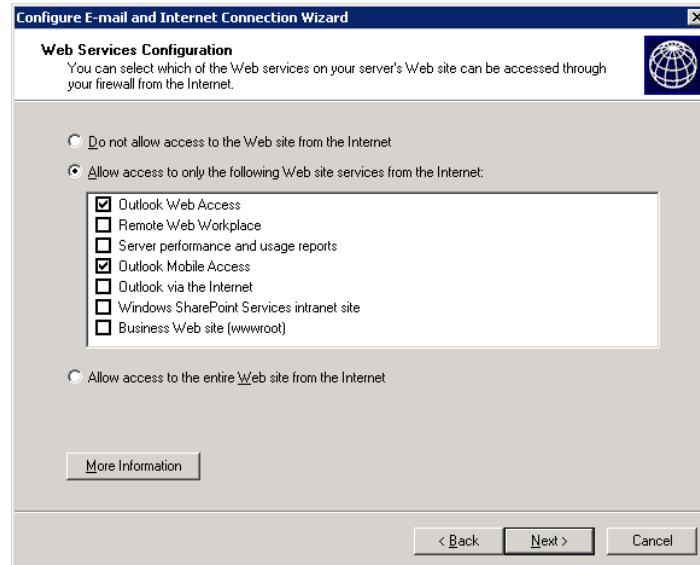 Configure E-mail and Internet Connection Wizard
Web Services Configuration
You can select which of the Web services on your server's Web site can be accessed through
your firewall from the Internet.
Do not allow access to the Web site from the Internet
Allow access to only the following Web site services from the Internet:
Outlook Web Access
Remote Web Workplace
Server performance and usage reports
Outlook Mobile Access
Outlook via the Internet
Windows SharePoint Services intranet site
Business Web site (wwwroot)
Allow access to the entire Web site from the Internet
More Information
< Back
Next >
Cancel